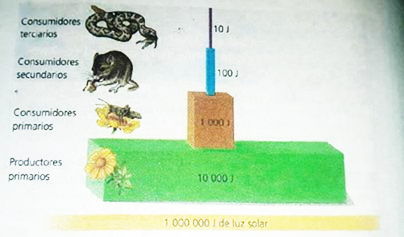 Consumidores
terciarios
10 J
Consumidores
secundarios
100 J
Consumidores
primarios
1 000 J
Productores
primarios
10 000 J
1 000 000 J de luz solar